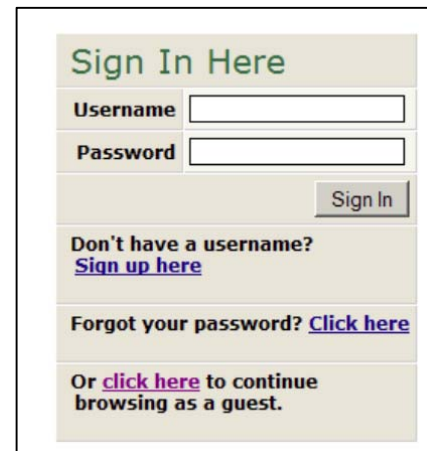 Sign In Here
Username
Password
Sign In
Don't have a username?
Sign up here
Forgot your password? Click here
Or click here to continue
browsing as a guest.